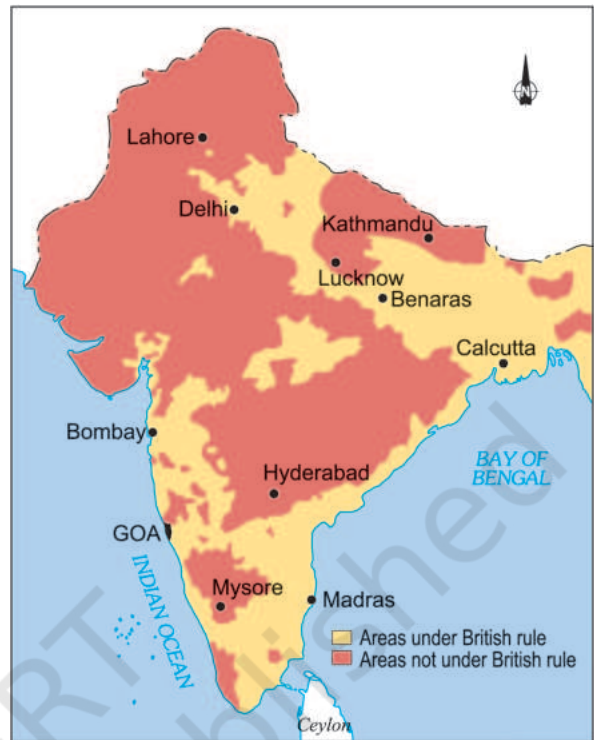 N
Lahore
Delhi
Kathmandu
Lucknow
Benaras
Calcutta
Bombay
BAY OF
BENGAL
Hyderabad
GOA
INDIAN OCEAN
Mysore
Madras
Areas under British rule
Areas not under British rule
Ceylon